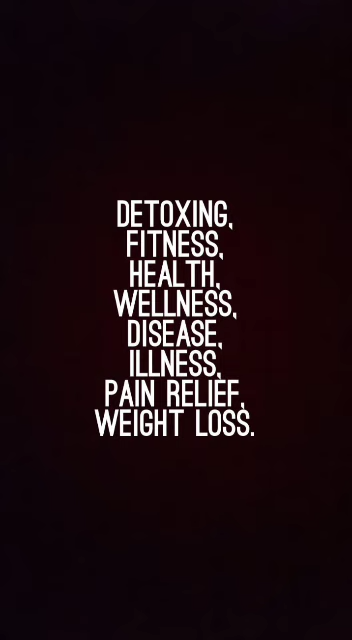 DETOXING,
FITNESS,
HEALTH,
WELLNESS,
DISEASE,
ILLNESS,
PAIN RELIEF,
WEIGHT LOSS.